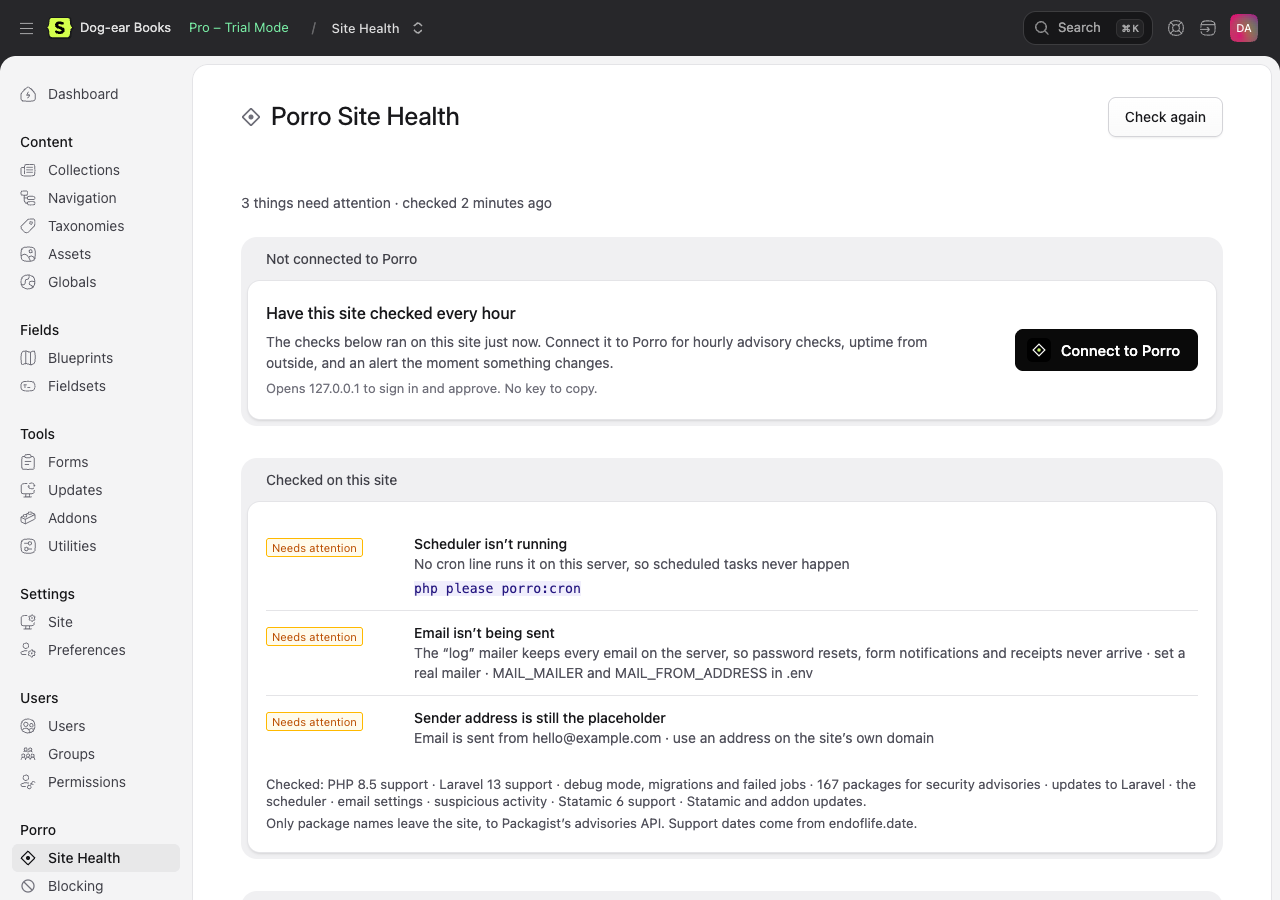 S Dog-ear Books Pro – Trial Mode / Site Health Search ⌘K DA
Dashboard
Content
Collections
Navigation
Taxonomies
Assets
Globals
Fields
Blueprints
Fieldsets
Tools
Forms
Updates
Addons
Utilities
Settings
Site
Preferences
Users
Users
Groups
Permissions
Porro
Site Health
Blocking
Porro Site Health
Check again
3 things need attention · checked 2 minutes ago
Not connected to Porro
Have this site checked every hour
The checks below ran on this site just now. Connect it to Porro for hourly advisory checks, uptime from
outside, and an alert the moment something changes.
Opens 127.0.0.1 to sign in and approve. No key to copy.
Connect to Porro
Checked on this site
Needs attention
Scheduler isn’t running
No cron line runs it on this server, so scheduled tasks never happen
php please porro:cron
Needs attention
Email isn’t being sent
The “log” mailer keeps every email on the server, so password resets, form notifications and receipts never arrive · set a
real mailer · MAIL_MAILER and MAIL_FROM_ADDRESS in .env
Needs attention
Sender address is still the placeholder
Email is sent from hello@example.com · use an address on the site’s own domain
Checked: PHP 8.5 support · Laravel 13 support · debug mode, migrations and failed jobs · 167 packages for security advisories · updates to Laravel · the
scheduler · email settings · suspicious activity · Statamic 6 support · Statamic and addon updates.
Only package names leave the site, to Packagist’s advisories API. Support dates come from endoflife.date.